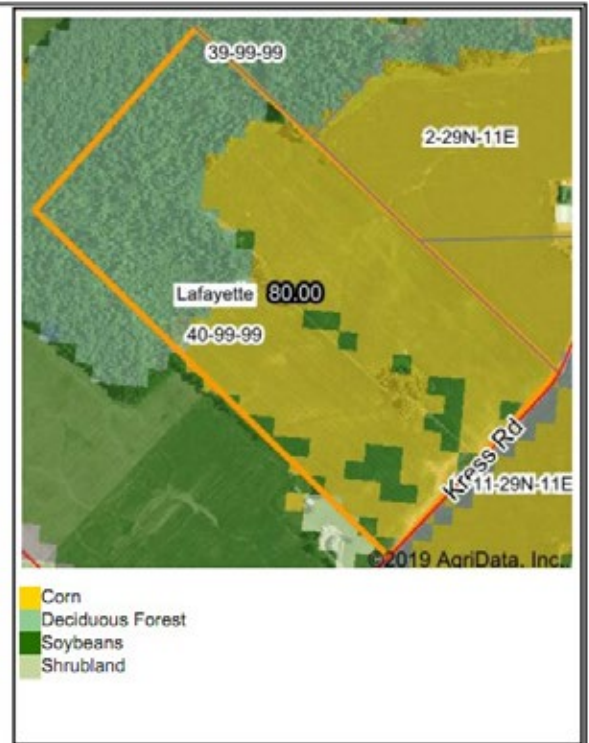 39-99-99
2-29N-11E
Lafayette 80.00
40-99-99
Kress Rd
11-29N-11E
©2019 AgriData, Inc.
Corn
Deciduous Forest
Soybeans
Shrubland